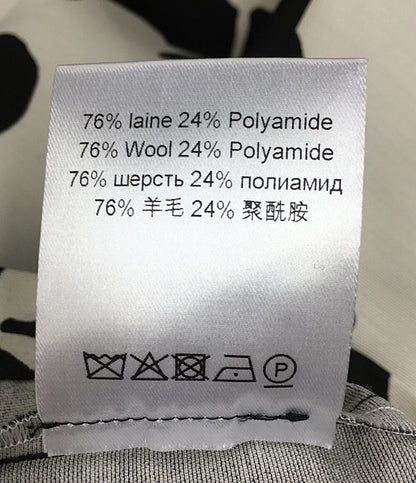 76% laine 24% Polyamide
76% Wool 24% Polyamide
76% шерсть 24% полиамид
76% 羊毛 24% 聚酰胺
P